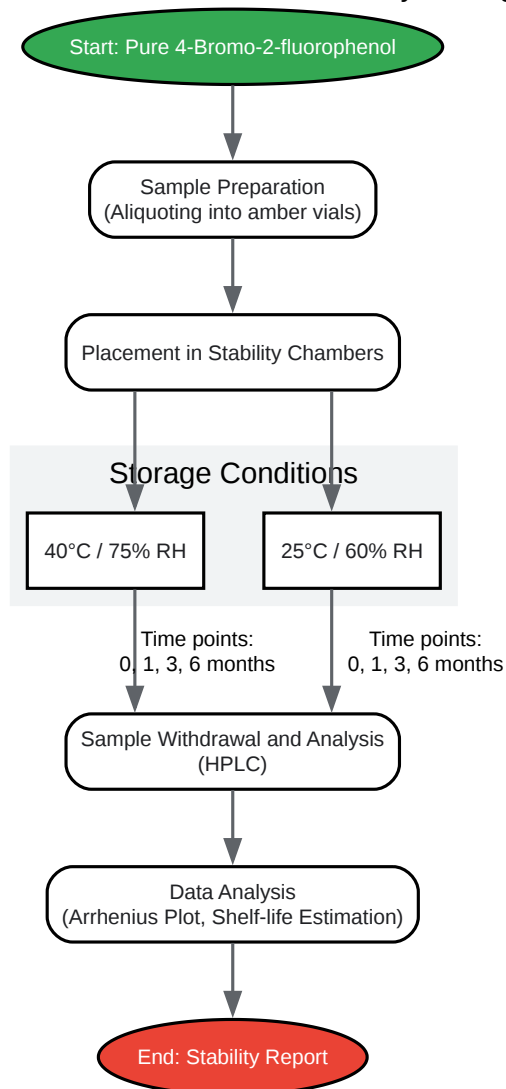 Start: Pure 4-Bromo-2-fluorophenol
Sample Preparation
(Aliquoting into amber vials)
Placement in Stability Chambers
Storage Conditions
40°C / 75% RH
25°C / 60% RH
Time points:
0, 1, 3, 6 months
Time points:
0, 1, 3, 6 months
Sample Withdrawal and Analysis
(HPLC)
Data Analysis
(Arrhenius Plot, Shelf-life Estimation)
End: Stability Report